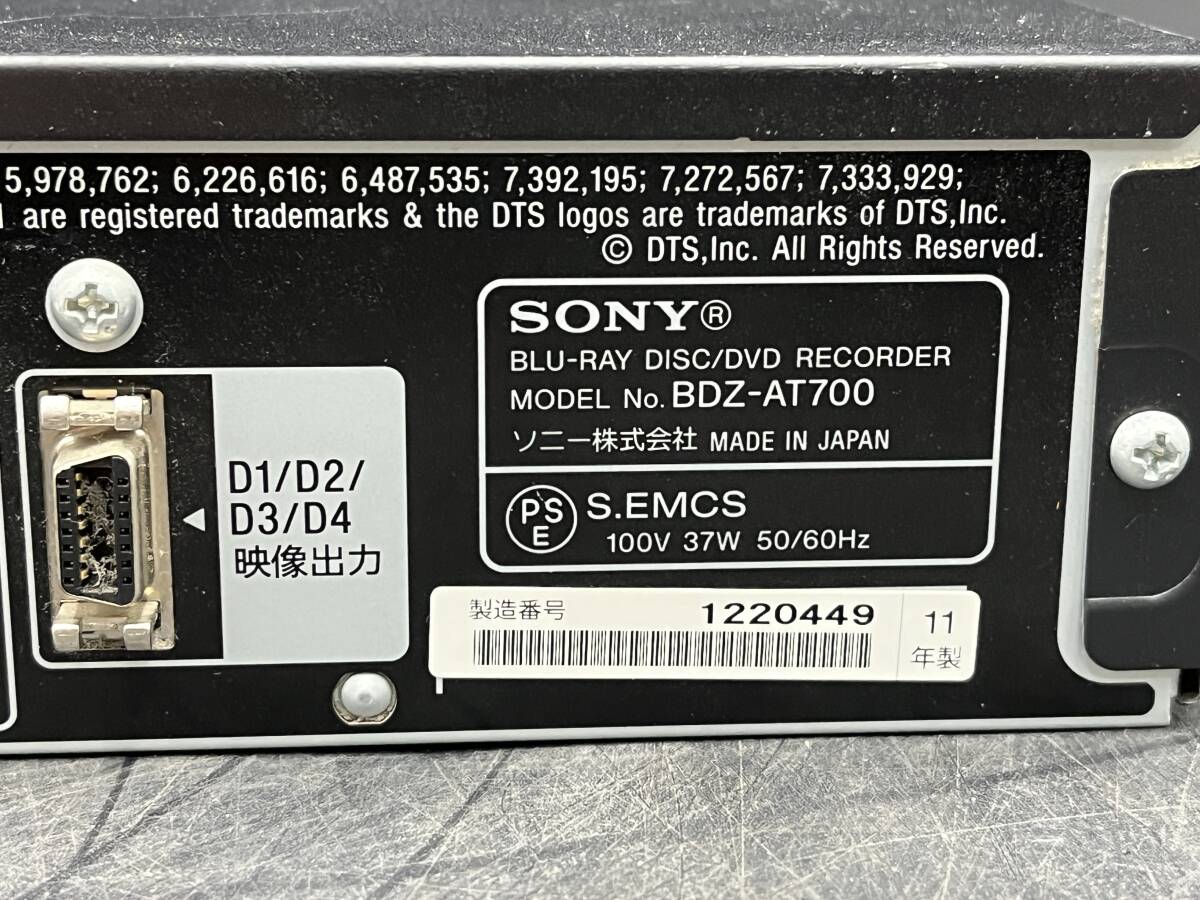 5,978,762; 6,226,616; 6,487,535; 7,392,195; 7,272,567; 7,333,929;
are registered trademarks & the DTS logos are trademarks of DTS,Inc.
© DTS,Inc. All Rights Reserved.
SONY®
BLU-RAY DISC/DVD RECORDER
MODEL No. BDZ-AT700
ソニー株式会社 MADE IN JAPAN
PSE S.EMCS
100V 37W 50/60Hz
D1/D2/
D3/D4
映像出力
製造番号 1220449
11
年製